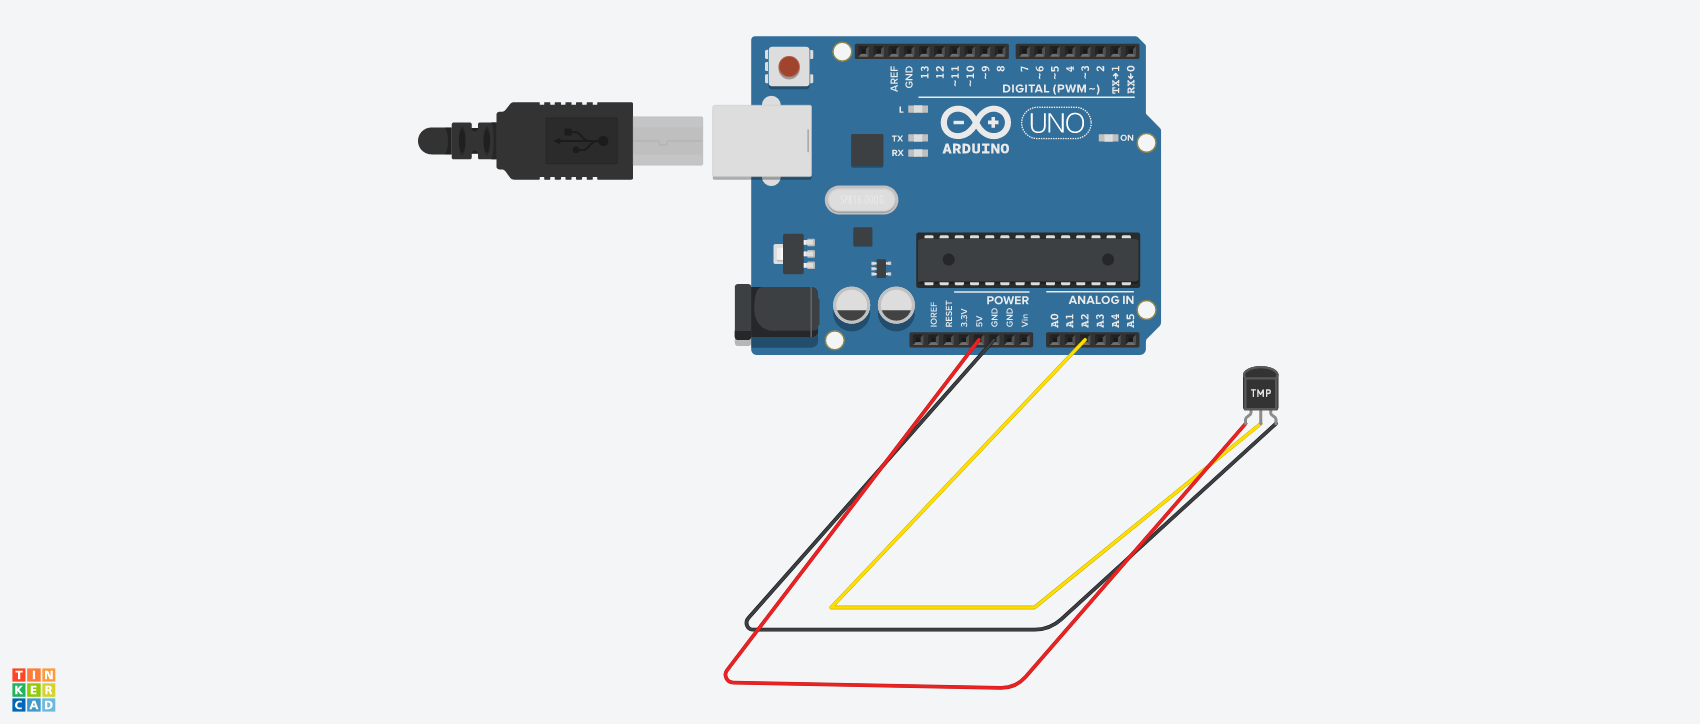 AREF
GND
13
12
~11
~10
~9
8
7
~6
~5
4
~3
2
TX→1
RX←0
DIGITAL (PWM~)
L
TX
RX
ARDUINO
UNO
ON
POWER
ANALOG IN
IOREF
RESET
3.3V
5V
GND
GND
Vin
A0
A1
A2
A3
A4
A5
TMP
TIN
KER
CAD